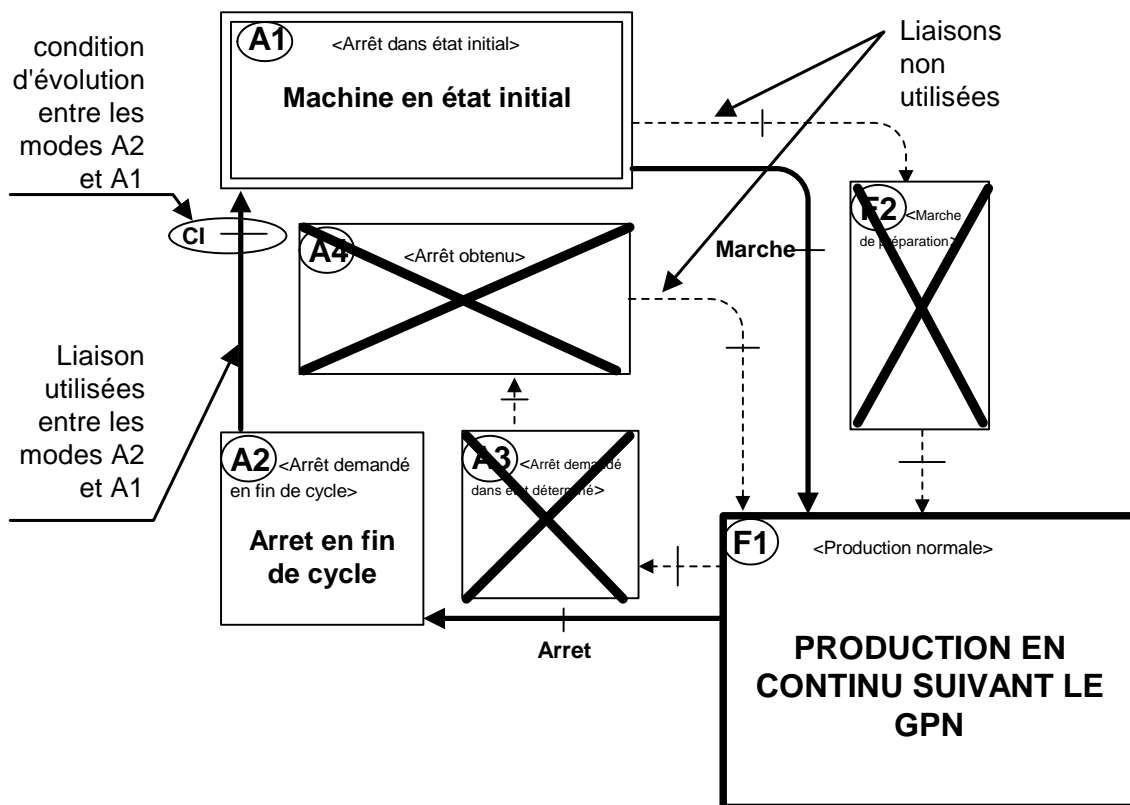 condition
d'évolution
entre les
modes A2
et A1
A1 <Arrêt dans état initial>
Machine en état initial
Liaisons
non
utilisées
CI
A4 <Arrêt obtenu>
Marche
F2 <Marche
de préparation>
Liaison
utilisées
entre les
modes A2
et A1
A2 <Arrêt demandé
en fin de cycle>
Arret en fin
de cycle
A3 <Arrêt demandé
dans état déterminé>
Arret
F1 <Production normale>
PRODUCTION EN
CONTINU SUIVANT LE
GPN